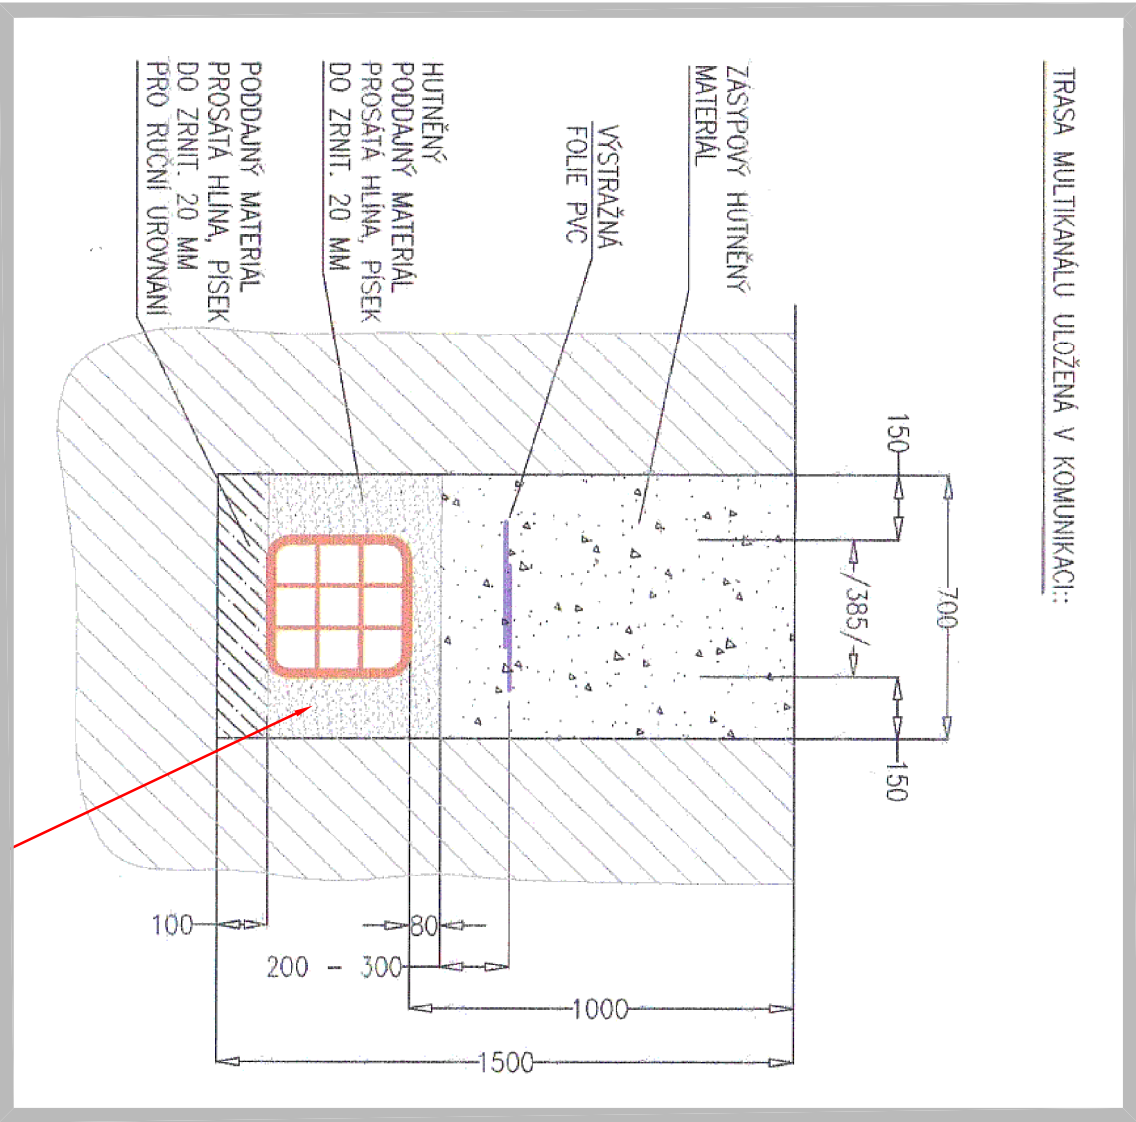 TRASA MULTIKANÁLU ULOŽENÁ V KOMUNIKACI::
ZÁSYPOVÝ HUTNĚNÝ
MATERIÁL
VÝSTRAŽNÁ
FOLIE PVC
HUTNĚNÝ
PODDAJNÝ MATERIÁL
PROSÁTÁ HLÍNA, PÍSEK
DO ZRNIT. 20 MM
PODDAJNÝ MATERIÁL
PROSÁTÁ HLÍNA, PÍSEK
DO ZRNIT. 20 MM
PRO RUČNÍ ÚROVNÁNÍ
700
150
150
/385/
100
80
200 - 300
1000
1500